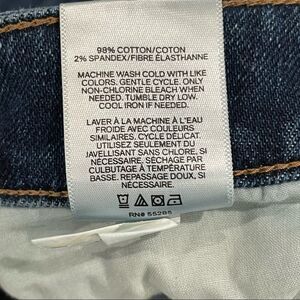 98% COTTON/COTON
2% SPANDEX/FIBRE ÉLASTHANNE
MACHINE WASH COLD WITH LIKE
COLORS. GENTLE CYCLE. ONLY
NON-CHLORINE BLEACH WHEN
NEEDED. TUMBLE DRY LOW.
COOL IRON IF NEEDED.
LAVER À LA MACHINE À L'EAU
FROIDE AVEC COULEURS
SIMILAIRES. CYCLE DÉLICAT.
UTILISEZ SEULEMENT DU
JAVELLISANT SANS CHLORE, SI
NÉCESSAIRE, SÉCHAGE PAR
CULBUTAGE À TEMPÉRATURE
BASSE. REPASSAGE DOUX, SI
NÉCESSAIRE.
RN# 55285